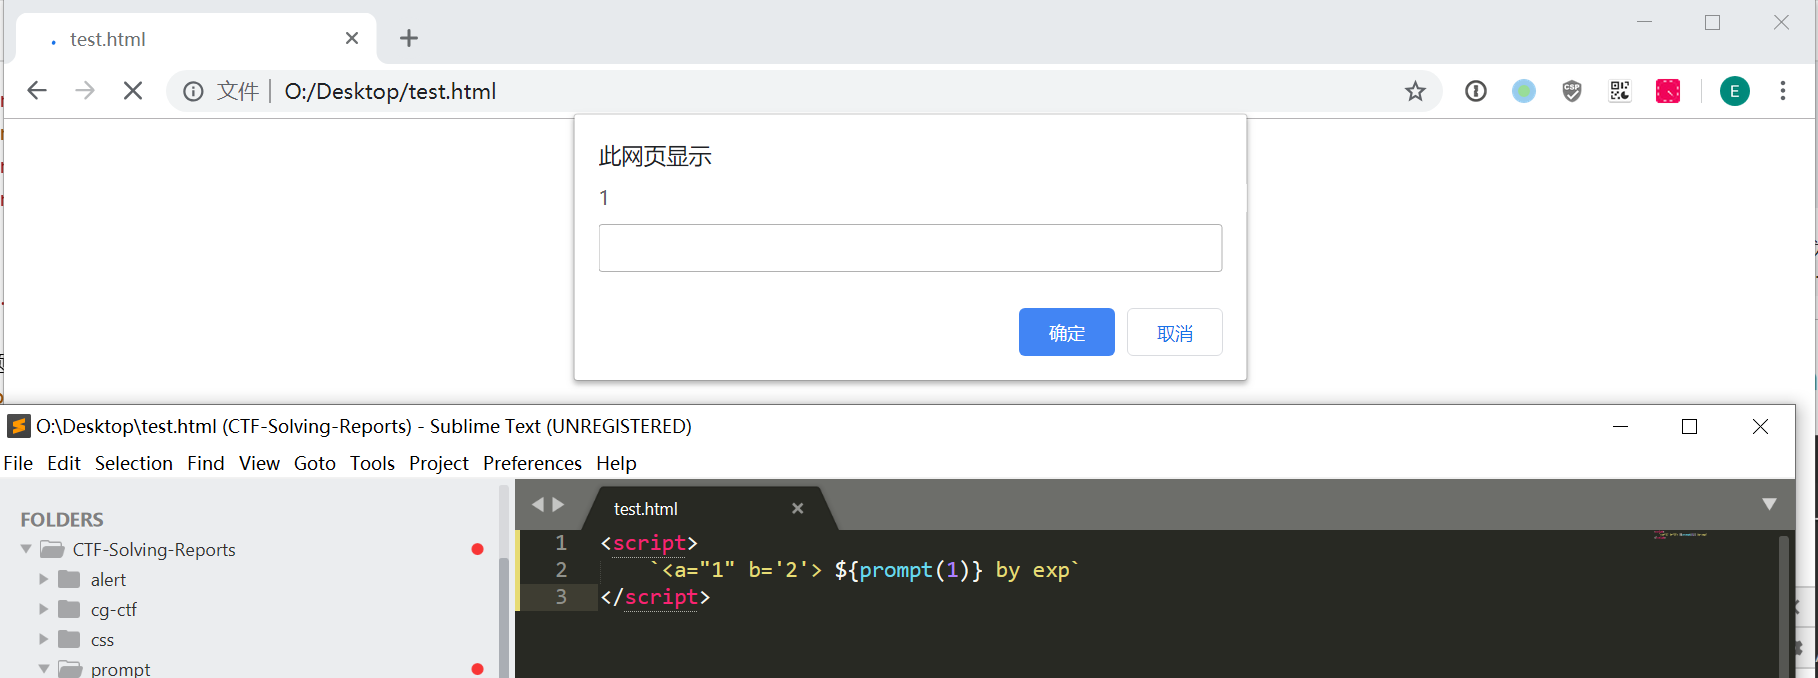 test.html
文件 O:/Desktop/test.html
CSP
E
此网页显示
1
确定 取消
O:\Desktop\test.html (CTF-Solving-Reports) - Sublime Text (UNREGISTERED)
File Edit Selection Find View Goto Tools Project Preferences Help
FOLDERS
CTF-Solving-Reports
alert
cg-ctf
css
prompt
test.html
1 <script>
2 `<a="1" b='2'> ${prompt(1)} by exp`
3 </script>